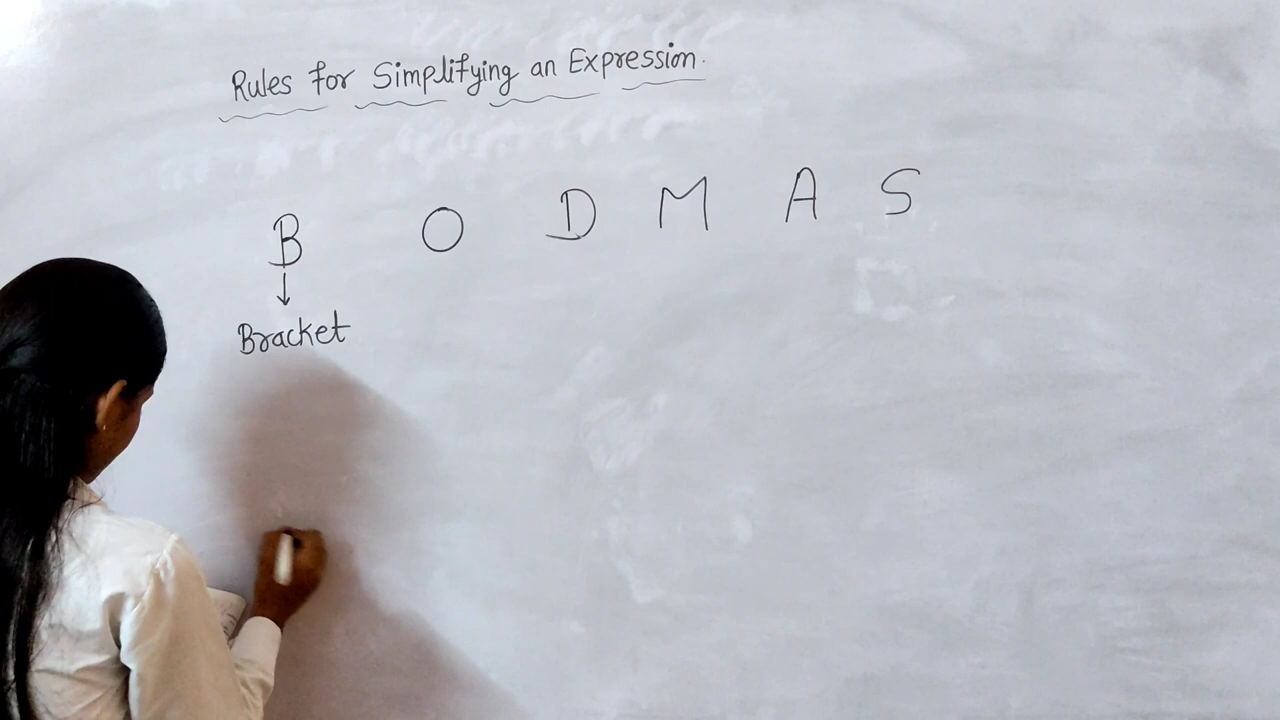 Rules for Simplifying an Expression.
B O D M A S
↓
Bracket